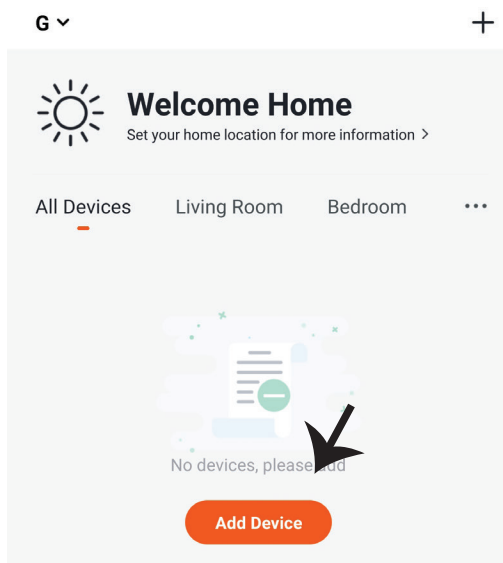 G
Welcome Home
Set your home location for more information >
All Devices Living Room Bedroom ...
No devices, please add
Add Device